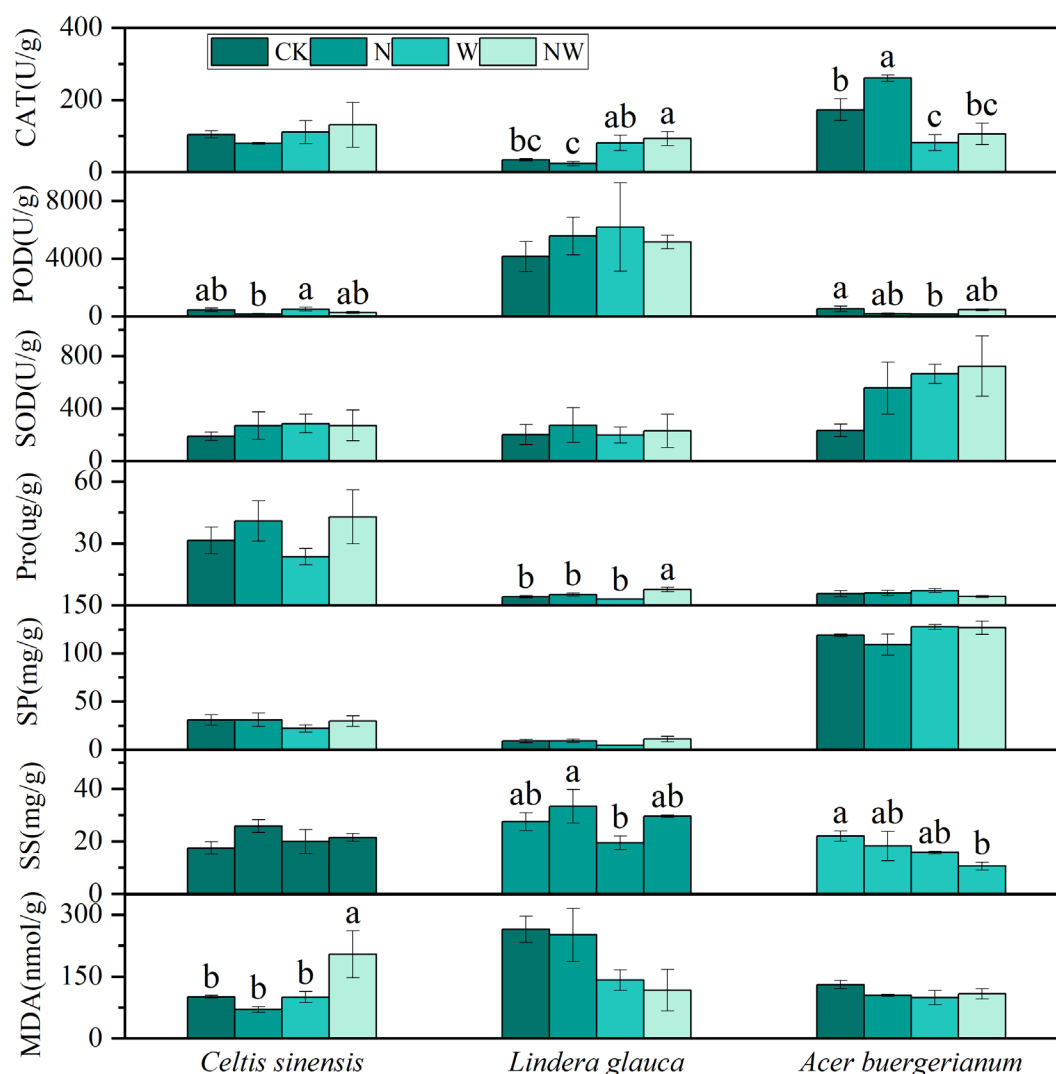 CK N W NW
CAT(U/g)
400
200
0
bc c ab a
b a c bc
POD(U/g)
8000
4000
0
ab b a ab
a ab b ab
SOD(U/g)
800
400
0
Pro(ug/g)
60
30
b b b a
SP(mg/g)
150
100
50
0
SS(mg/g)
40
20
0
ab a b ab
a ab ab b
MDA(nmol/g)
300
150
0
b b b a
Celtis sinensis
Lindera glauca
Acer buergerianum